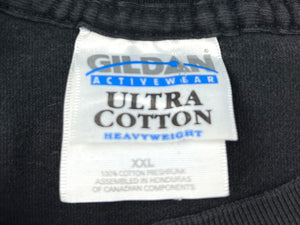 GILDAN
ACTIVEWEAR
ULTRA
COTTON
HEAVYWEIGHT
XXL
100% COTTON PRESHRUNK
ASSEMBLED IN HONDURAS
OF CANADIAN COMPONENTS